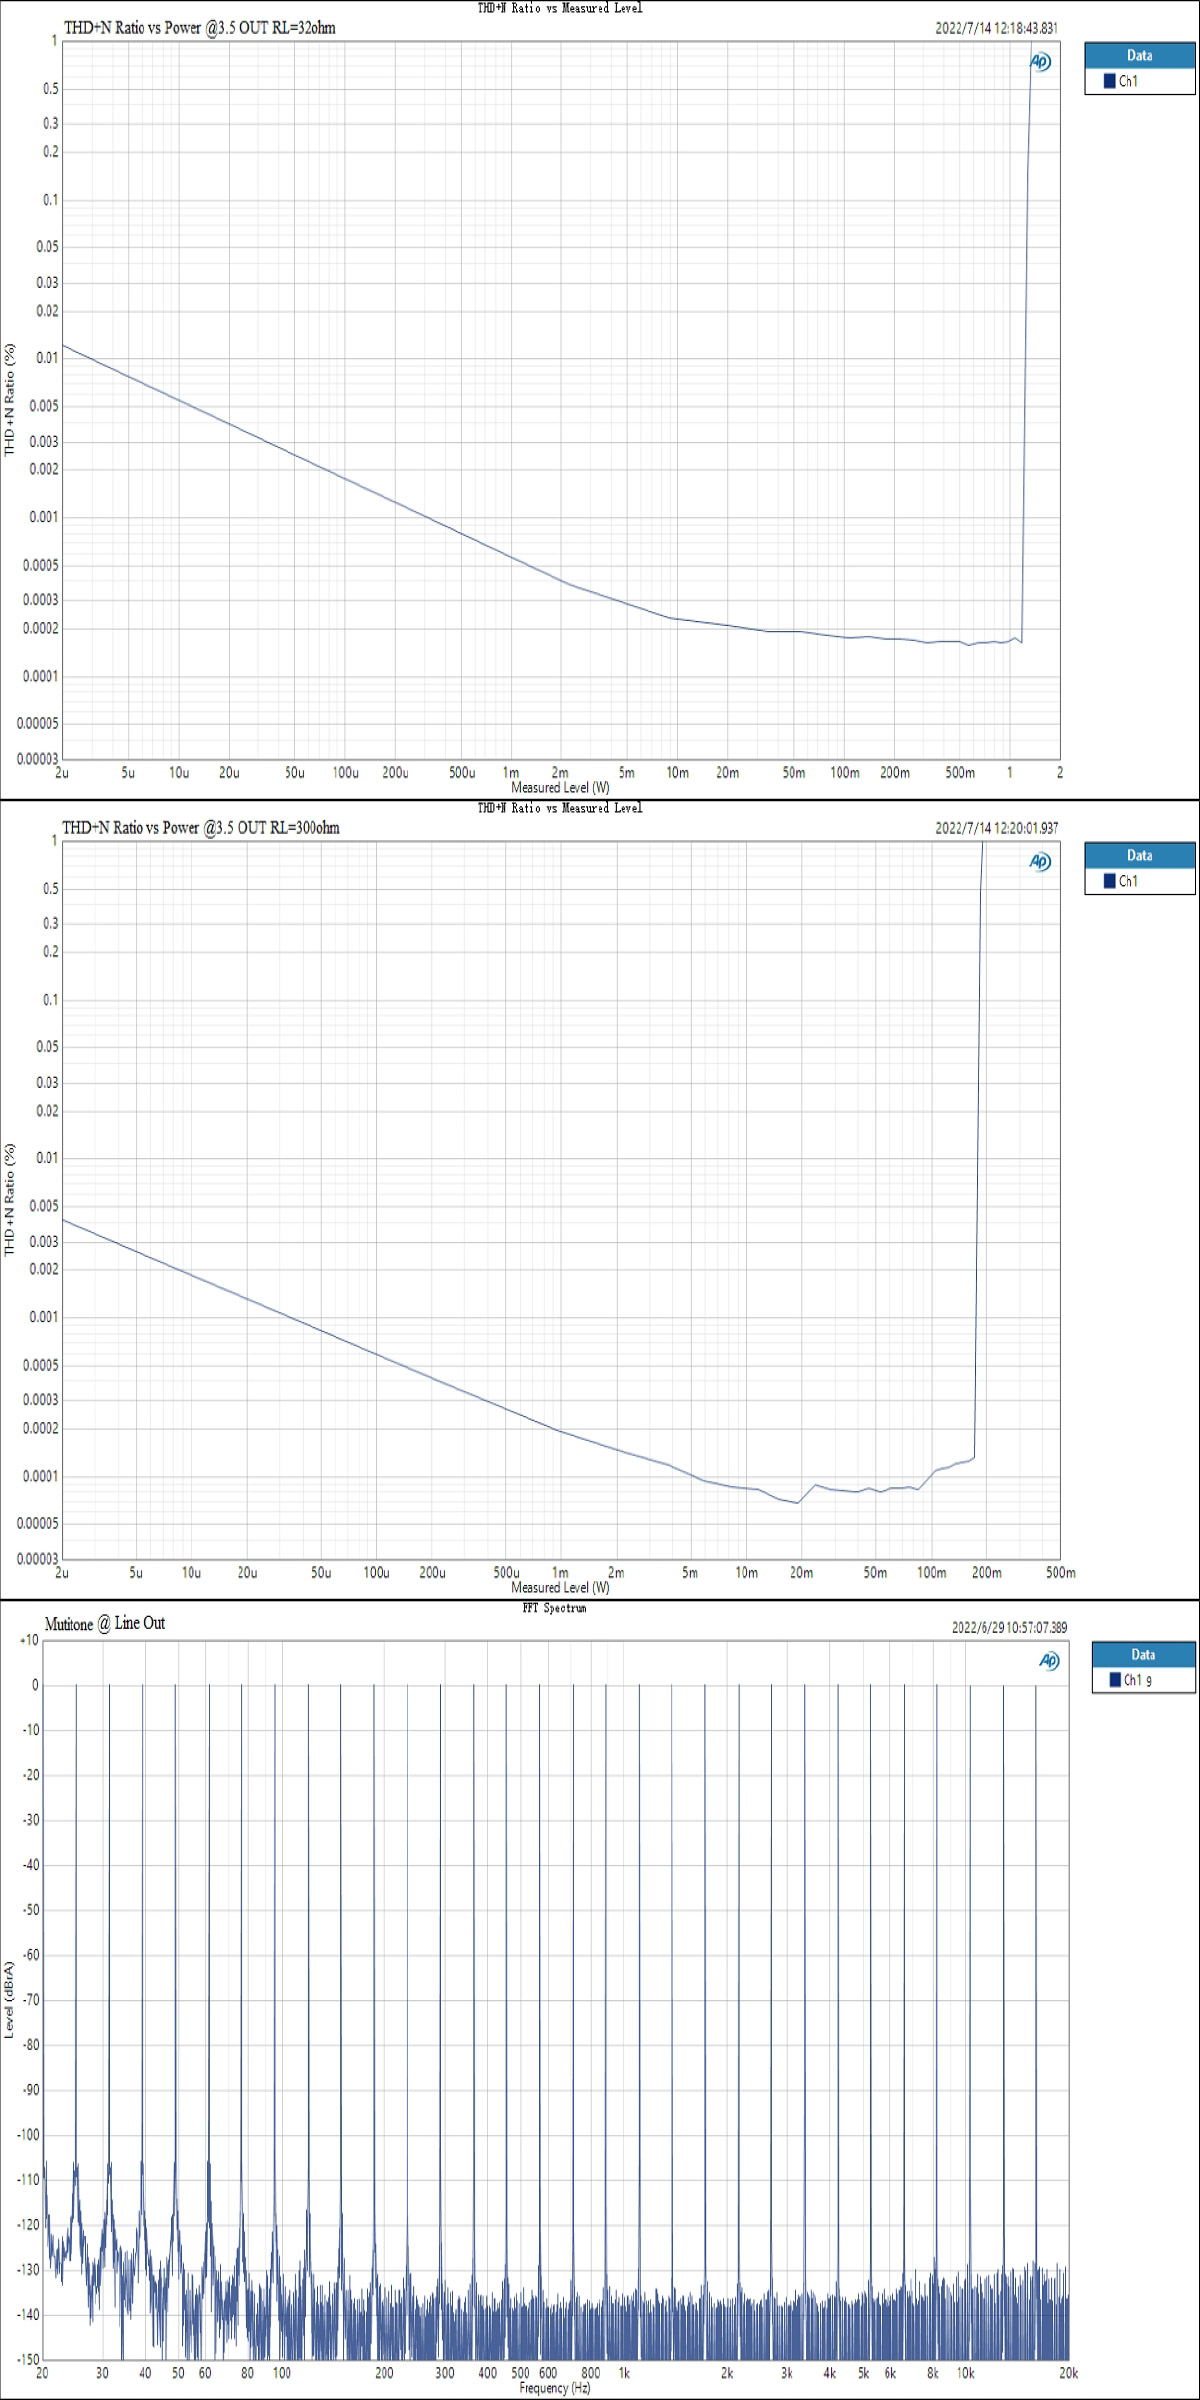 THD+N Ratio vs Measured Level
THD+N Ratio vs Power @3.5 OUT RL=32ohm
2022/7/14 12:18:43.831
AP
Data
Ch1
THD+N Ratio (%)
1
0.5
0.3
0.2
0.1
0.05
0.03
0.02
0.01
0.005
0.003
0.002
0.001
0.0005
0.0003
0.0002
0.0001
0.00005
0.00003
2u 5u 10u 20u 50u 100u 200u 500u 1m 2m 5m 10m 20m 50m 100m 200m 500m 1 2
Measured Level (W)
THD+N Ratio vs Measured Level
THD+N Ratio vs Power @3.5 OUT RL=300ohm
2022/7/14 12:20:01.937
AP
Data
Ch1
THD+N Ratio (%)
1
0.5
0.3
0.2
0.1
0.05
0.03
0.02
0.01
0.005
0.003
0.002
0.001
0.0005
0.0003
0.0002
0.0001
0.00005
0.00003
2u 5u 10u 20u 50u 100u 200u 500u 1m 2m 5m 10m 20m 50m 100m 200m 500m
Measured Level (W)
FFT Spectrum
Mutitone @ Line Out
2022/6/29 10:57:07.389
AP
Data
Ch1 9
Level (dBrA)
+10
0
-10
-20
-30
-40
-50
-60
-70
-80
-90
-100
-110
-120
-130
-140
-150
20 30 40 50 60 80 100 200 300 400 500 600 800 1k 2k 3k 4k 5k 6k 8k 10k 20k
Frequency (Hz)